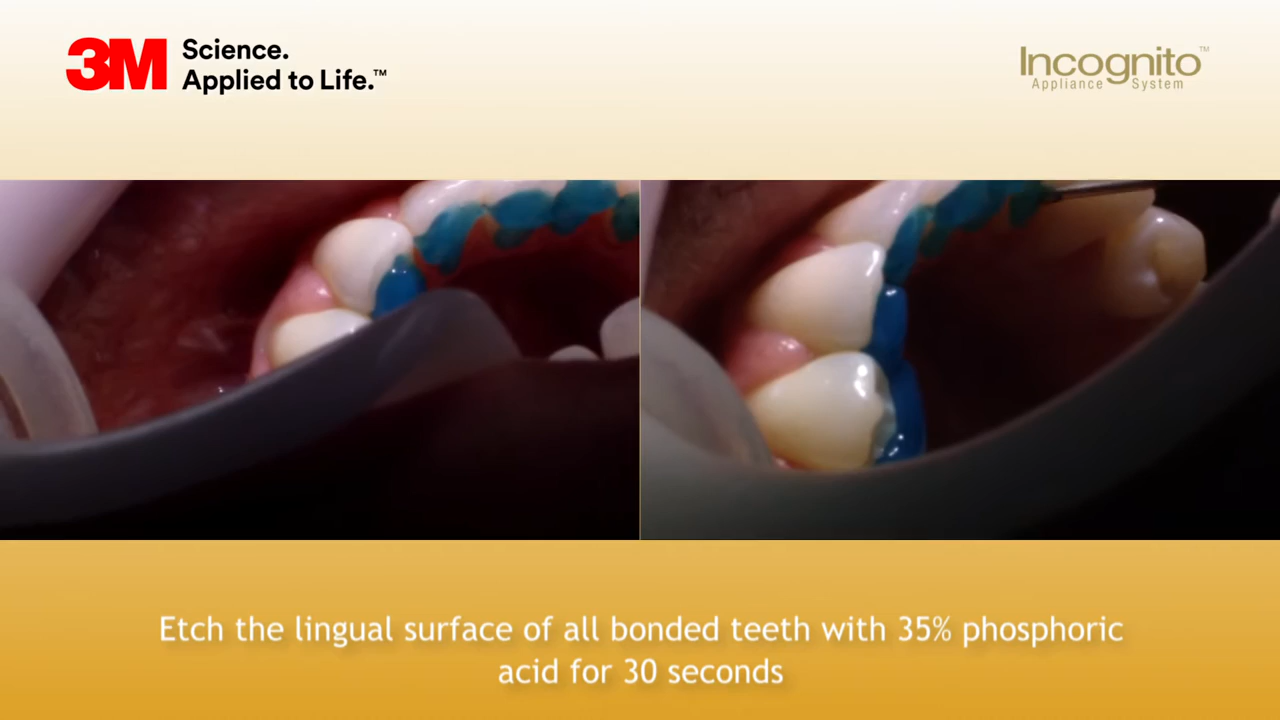 3M Science.
Applied to Life.™
Incognito™
Appliance System
Etch the lingual surface of all bonded teeth with 35% phosphoric
acid for 30 seconds